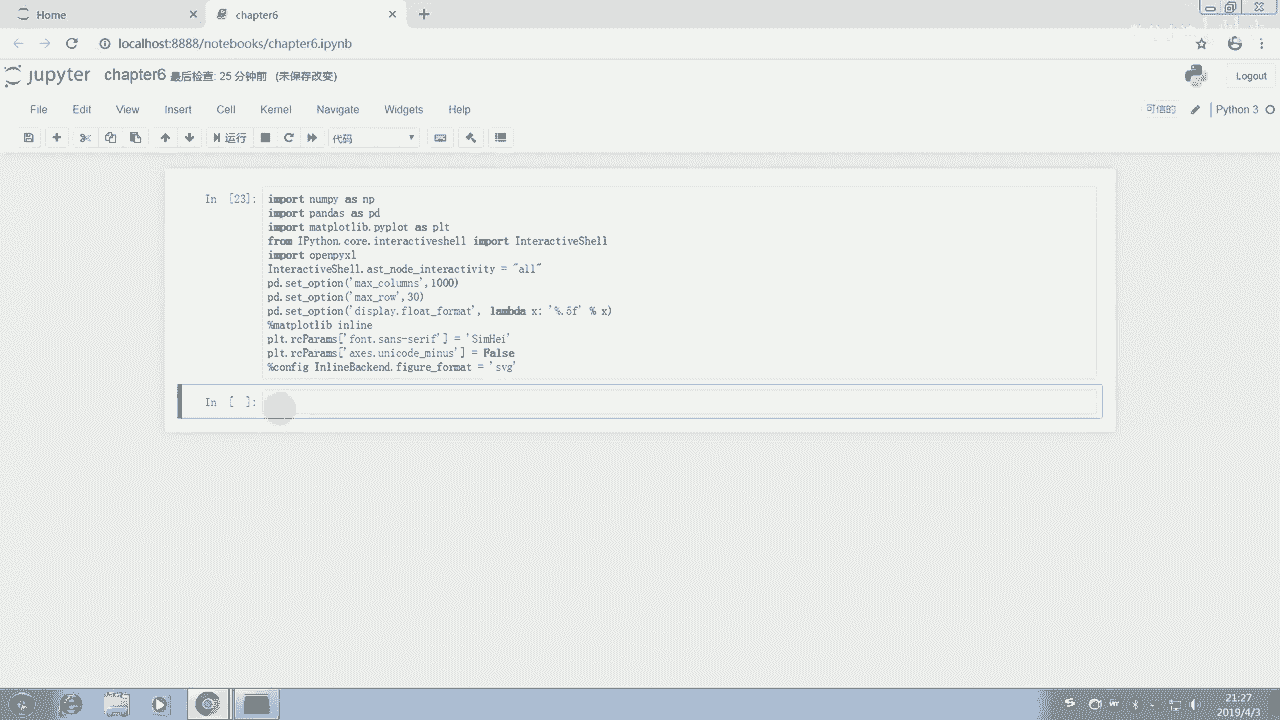 Home
chapter6
localhost:8888/notebooks/chapter6.ipynb
jupyter chapter6 最后检查: 25 分钟前 (未保存改变)
Logout
File Edit View Insert Cell Kernel Navigate Widgets Help
可信的 Python 3
运行 代码
In [23]:
import numpy as np
import pandas as pd
import matplotlib.pyplot as plt
from IPython.core.interactiveshell import InteractiveShell
import openpyxl
InteractiveShell.ast_node_interactivity = "all"
pd.set_option('max_columns',1000)
pd.set_option('max_row',30)
pd.set_option('display.float_format', lambda x: '%.5f' % x)
%matplotlib inline
plt.rcParams['font.sans-serif'] = 'SimHei'
plt.rcParams['axes.unicode_minus'] = False
%config InlineBackend.figure_format = 'svg'
In [ ]:
21:27
2019/4/3